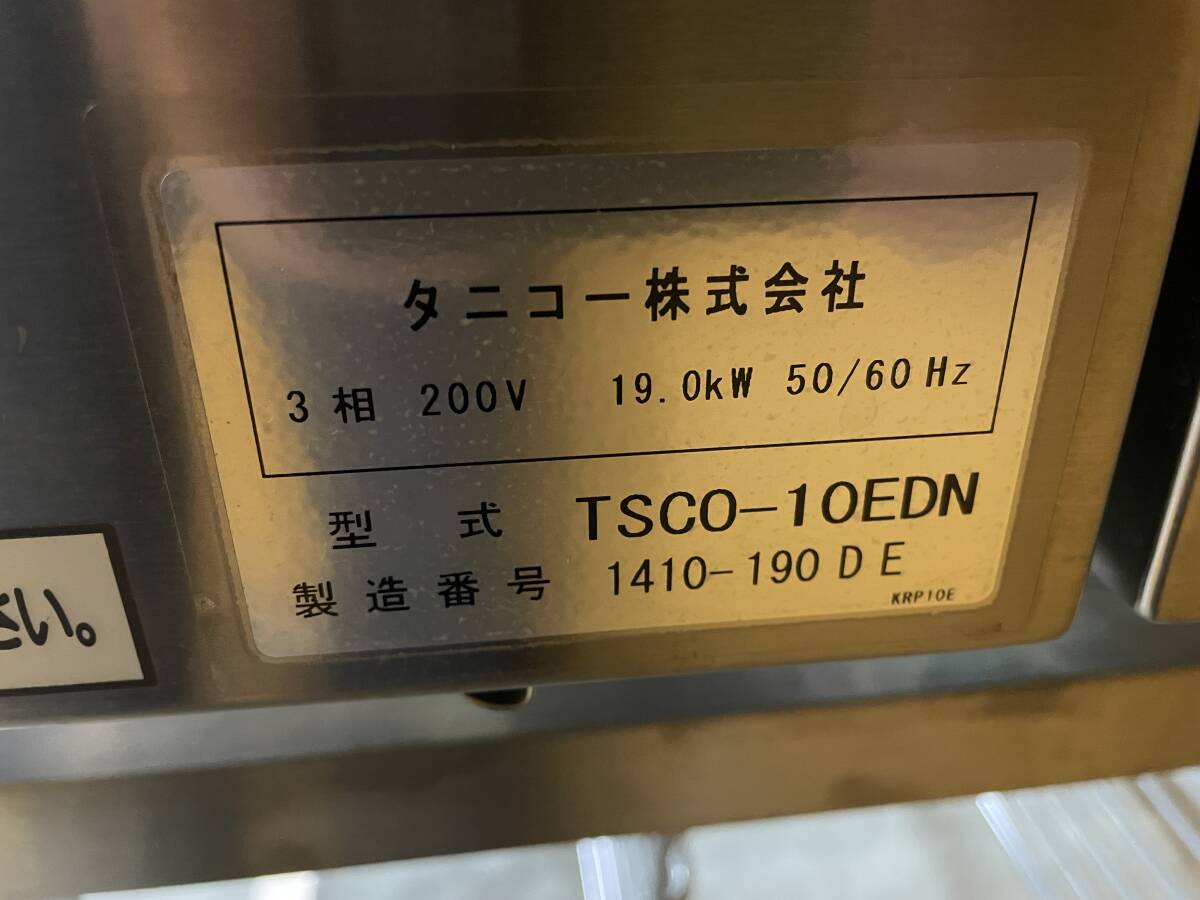 タニコー株式会社
3相 200V 19.0kW 50/60Hz
型式 TSCO-10EDN
製造番号 1410-190DE
KRP10E
さい。